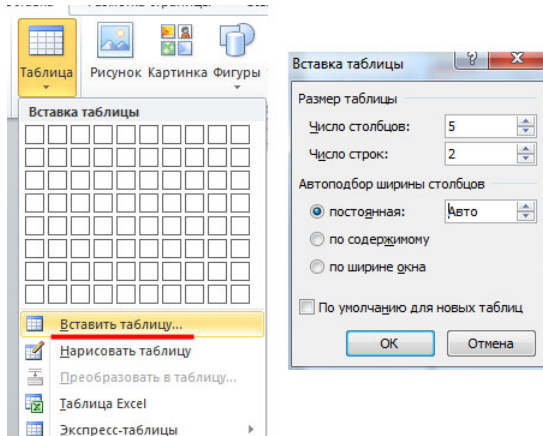 Таблица Рисунок Картинка Фигуры
Вставка таблицы
Вставить таблицу...
Нарисовать таблицу
Преобразовать в таблицу...
Таблица Excel
Экспресс-таблицы
Вставка таблицы
Размер таблицы
Число столбцов: 5
Число строк: 2
Автоподбор ширины столбцов
постоянная: Авто
по содержимому
по ширине окна
По умолчанию для новых таблиц
ОК Отмена